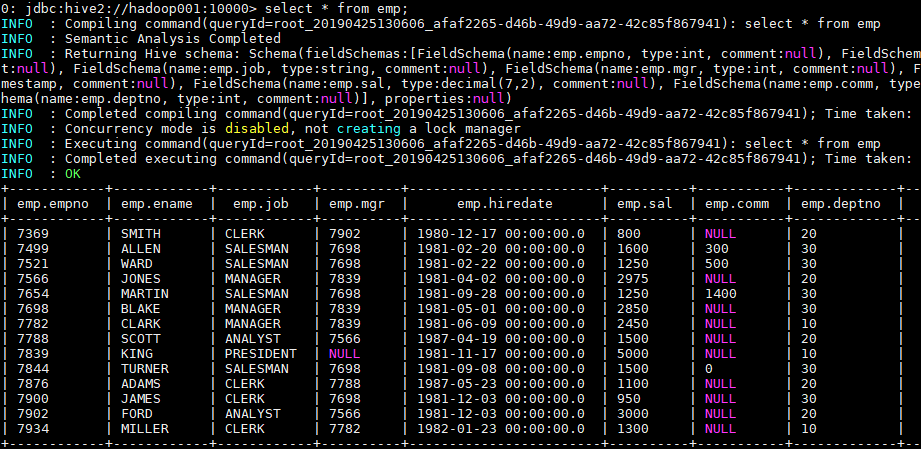 0: jdbc:hive2://hadoop001:10000> select * from emp;
INFO  : Compiling command(queryId=root_20190425130606_afaf2265-d46b-49d9-aa72-42c85f867941): select * from emp
INFO  : Semantic Analysis Completed
INFO  : Returning Hive schema: Schema(fieldSchemas:[FieldSchema(name:emp.empno, type:int, comment:null), FieldSch
t:null), FieldSchema(name:emp.job, type:string, comment:null), FieldSchema(name:emp.mgr, type:int, comment:null), F
mestamp, comment:null), FieldSchema(name:emp.sal, type:decimal(7,2), comment:null), FieldSchema(name:emp.comm, type
hema(name:emp.deptno, type:int, comment:null)], properties:null)
INFO  : Completed compiling command(queryId=root_20190425130606_afaf2265-d46b-49d9-aa72-42c85f867941); Time taken:
INFO  : Concurrency mode is disabled, not creating a lock manager
INFO  : Executing command(queryId=root_20190425130606_afaf2265-d46b-49d9-aa72-42c85f867941): select * from emp
INFO  : Completed executing command(queryId=root_20190425130606_afaf2265-d46b-49d9-aa72-42c85f867941); Time taken:
INFO  : OK
+------------+------------+------------+----------+------------------------+----------+-----------+-------------+
| emp.empno  | emp.ename  |  emp.job   | emp.mgr  |      emp.hiredate      | emp.sal  | emp.comm  | emp.deptno  |
+------------+------------+------------+----------+------------------------+----------+-----------+-------------+
| 7369       | SMITH      | CLERK      | 7902     | 1980-12-17 00:00:00.0  | 800      | NULL      | 20          |
| 7499       | ALLEN      | SALESMAN   | 7698     | 1981-02-20 00:00:00.0  | 1600     | 300       | 30          |
| 7521       | WARD       | SALESMAN   | 7698     | 1981-02-22 00:00:00.0  | 1250     | 500       | 30          |
| 7566       | JONES      | MANAGER    | 7839     | 1981-04-02 00:00:00.0  | 2975     | NULL      | 20          |
| 7654       | MARTIN     | SALESMAN   | 7698     | 1981-09-28 00:00:00.0  | 1250     | 1400      | 30          |
| 7698       | BLAKE      | MANAGER    | 7839     | 1981-05-01 00:00:00.0  | 2850     | NULL      | 30          |
| 7782       | CLARK      | MANAGER    | 7839     | 1981-06-09 00:00:00.0  | 2450     | NULL      | 10          |
| 7788       | SCOTT      | ANALYST    | 7566     | 1987-04-19 00:00:00.0  | 1500     | NULL      | 20          |
| 7839       | KING       | PRESIDENT  | NULL     | 1981-11-17 00:00:00.0  | 5000     | NULL      | 10          |
| 7844       | TURNER     | SALESMAN   | 7698     | 1981-09-08 00:00:00.0  | 1500     | 0         | 30          |
| 7876       | ADAMS      | CLERK      | 7788     | 1987-05-23 00:00:00.0  | 1100     | NULL      | 20          |
| 7900       | JAMES      | CLERK      | 7698     | 1981-12-03 00:00:00.0  | 950      | NULL      | 30          |
| 7902       | FORD       | ANALYST    | 7566     | 1981-12-03 00:00:00.0  | 3000     | NULL      | 20          |
| 7934       | MILLER     | CLERK      | 7782     | 1982-01-23 00:00:00.0  | 1300     | NULL      | 10          |
+------------+------------+------------+----------+------------------------+----------+-----------+-------------+